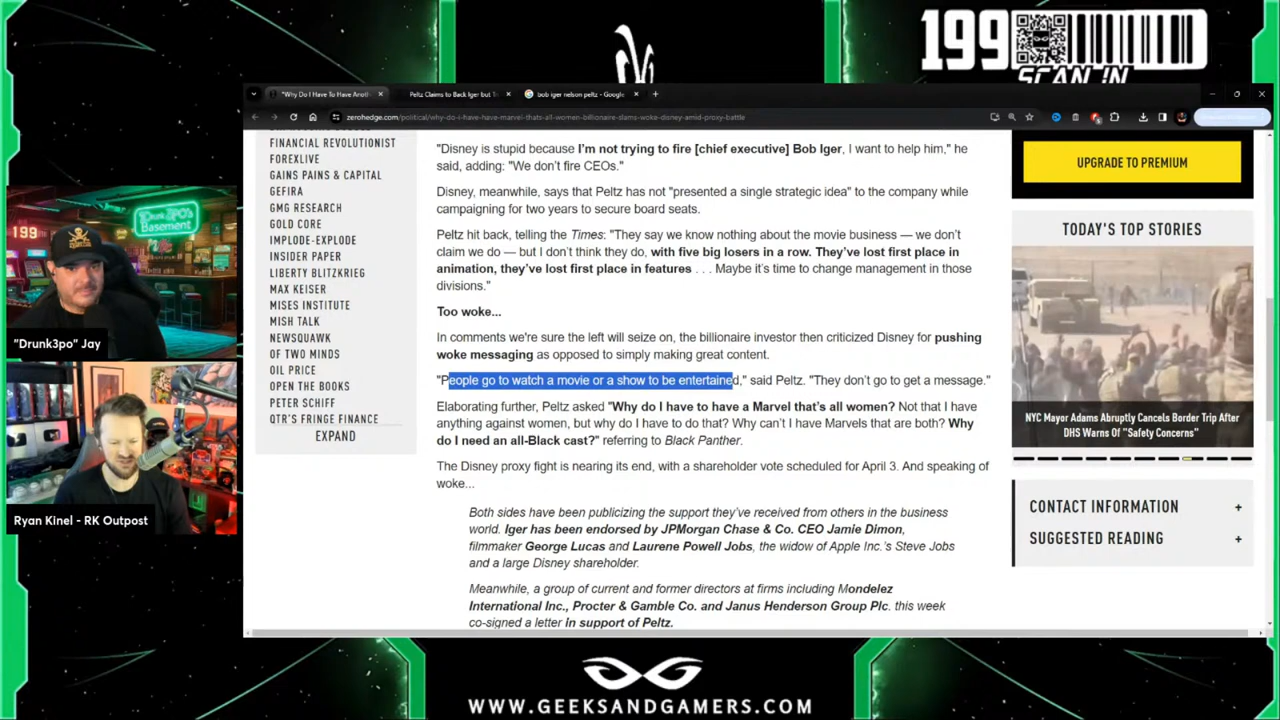 199
SCAN IN
"Why Do I Have To Have Anoth
Peltz Claims to Back Iger but T
bob iger nelson peltz - Google
zerohedge.com/political/why-do-i-have-have-marvel-thats-all-women-billionaire-slams-woke-disney-amid-proxy-battle
FINANCIAL REVOLUTIONIST
FOREXLIVE
GAINS PAINS & CAPITAL
GEFIRA
GMG RESEARCH
GOLD CORE
IMPLODE-EXPLODE
INSIDER PAPER
LIBERTY BLITZKRIEG
MAX KEISER
MISES INSTITUTE
MISH TALK
NEWSQUAWK
OF TWO MINDS
OIL PRICE
OPEN THE BOOKS
PETER SCHIFF
QTR'S FRINGE FINANCE
EXPAND
"Disney is stupid because I'm not trying to fire [chief executive] Bob Iger, I want to help him," he
said, adding: "We don't fire CEOs."
Disney, meanwhile, says that Peltz has not "presented a single strategic idea" to the company while
campaigning for two years to secure board seats.
Peltz hit back, telling the Times: "They say we know nothing about the movie business — we don't
claim we do — but I don't think they do, with five big losers in a row. They've lost first place in
animation, they've lost first place in features . . . Maybe it's time to change management in those
divisions."
Too woke...
In comments we're sure the left will seize on, the billionaire investor then criticized Disney for pushing
woke messaging as opposed to simply making great content.
"People go to watch a movie or a show to be entertained," said Peltz. "They don't go to get a message."
Elaborating further, Peltz asked "Why do I have to have a Marvel that's all women? Not that I have
anything against women, but why do I have to do that? Why can't I have Marvels that are both? Why
do I need an all-Black cast?" referring to Black Panther.
The Disney proxy fight is nearing its end, with a shareholder vote scheduled for April 3. And speaking of
woke...
Both sides have been publicizing the support they've received from others in the business
world. Iger has been endorsed by JPMorgan Chase & Co. CEO Jamie Dimon,
filmmaker George Lucas and Laurene Powell Jobs, the widow of Apple Inc.'s Steve Jobs
and a large Disney shareholder.
Meanwhile, a group of current and former directors at firms including Mondelez
International Inc., Procter & Gamble Co. and Janus Henderson Group Plc. this week
co-signed a letter in support of Peltz.
UPGRADE TO PREMIUM
TODAY'S TOP STORIES
NYC Mayor Adams Abruptly Cancels Border Trip After
DHS Warns Of "Safety Concerns"
CONTACT INFORMATION +
SUGGESTED READING +
199
Drunk3PO's
Basement
"Drunk3po" Jay
Ryan Kinel - RK Outpost
WWW.GEEKSANDGAMERS.COM